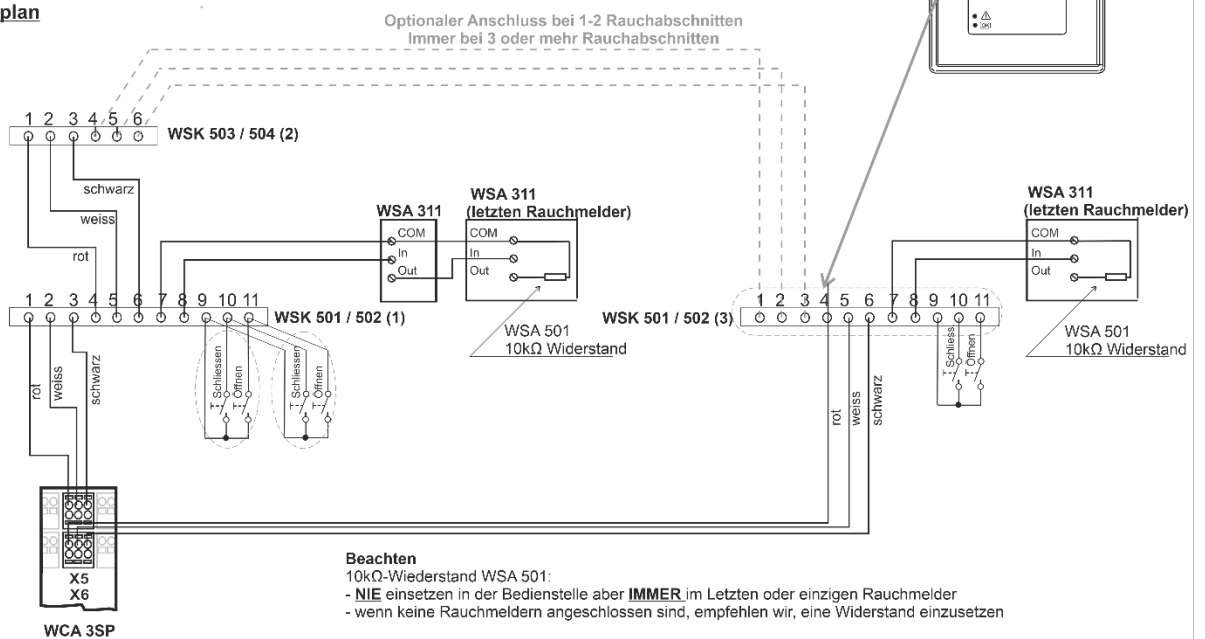 plan
Optionaler Anschluss bei 1-2 Rauchabschnitten
Immer bei 3 oder mehr Rauchabschnitten
OK
1 2 3 4 5 6
WSK 503 / 504 (2)
schwarz
weiss
rot
WSA 311
COM
In
Out
WSA 311
(letzten Rauchmelder)
COM
In
Out
WSA 501
10kΩ Widerstand
WSA 311
(letzten Rauchmelder)
COM
In
Out
WSA 501
10kΩ Widerstand
1 2 3 4 5 6 7 8 9 10 11
WSK 501 / 502 (1)
rot
weiss
schwarz
Schliessen
Öffnen
Schliessen
Öffnen
WSK 501 / 502 (3)
1 2 3 4 5 6 7 8 9 10 11
rot
weiss
schwarz
Schliess.
Öffnen
X5
X6
WCA 3SP
Beachten
10kΩ-Wiederstand WSA 501:
- NIE einsetzen in der Bedienstelle aber IMMER im Letzten oder einzigen Rauchmelder
- wenn keine Rauchmeldern angeschlossen sind, empfehlen wir, eine Widerstand einzusetzen